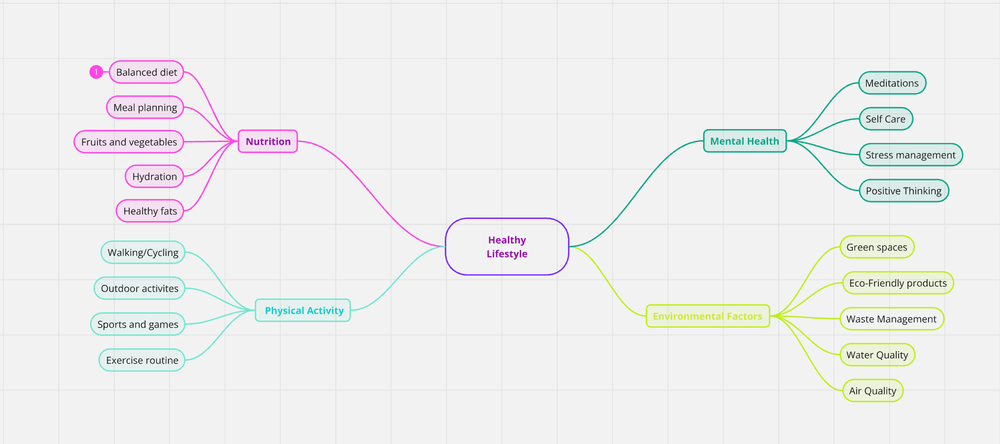 1
Balanced diet
Meal planning
Fruits and vegetables
Hydration
Healthy fats
Nutrition
Walking/Cycling
Outdoor activites
Sports and games
Exercise routine
Physical Activity
Healthy
Lifestyle
Mental Health
Meditations
Self Care
Stress management
Positive Thinking
Environmental Factors
Green spaces
Eco-Friendly products
Waste Management
Water Quality
Air Quality